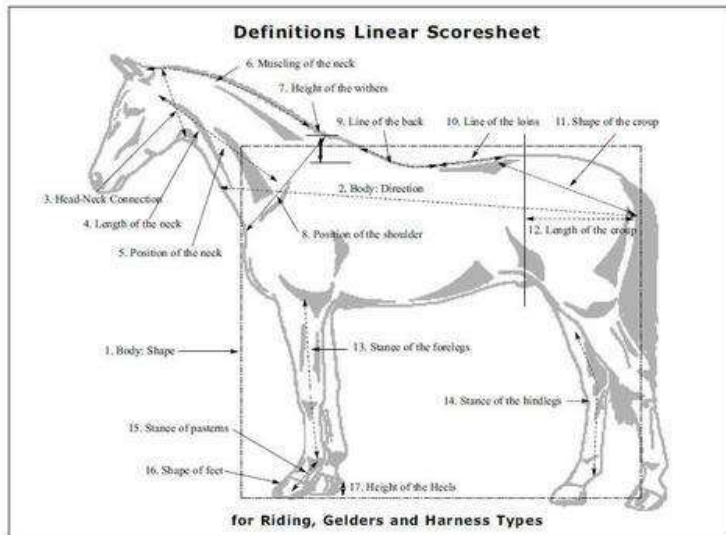 Definitions Linear Scoresheet
6. Muscling of the neck
7. Height of the withers
9. Line of the back
10. Line of the loins
11. Shape of the croup
3. Head-Neck Connection
2. Body: Direction
4. Length of the neck
8. Position of the shoulder
12. Length of the croup
5. Position of the neck
1. Body: Shape
13. Stance of the forelegs
14. Stance of the hindlegs
15. Stance of pasterns
16. Shape of feet
17. Height of the Heels
for Riding, Gelders and Harness Types